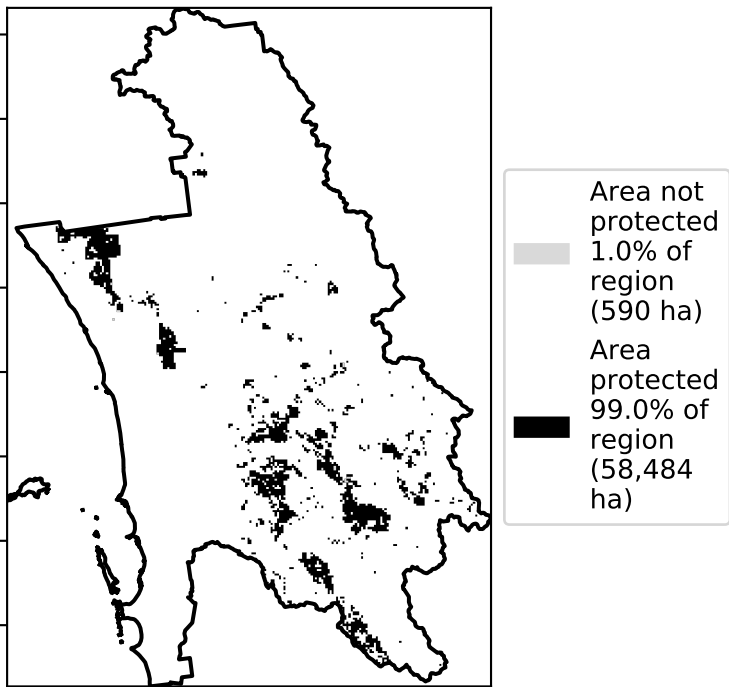 Area not
protected
1.0% of
region
(590 ha)
Area
protected
99.0% of
region
(58,484
ha)